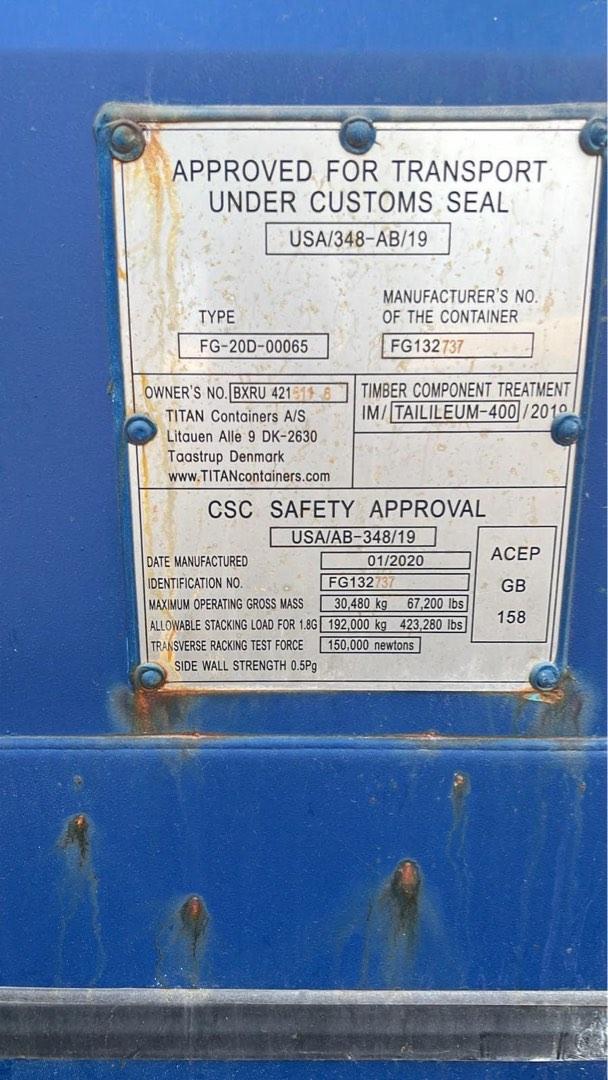 APPROVED FOR TRANSPORT
UNDER CUSTOMS SEAL
USA/348-AB/19
TYPE
FG-20D-00065
MANUFACTURER'S NO.
OF THE CONTAINER
FG132737
OWNER'S NO. BXRU 421
TITAN Containers A/S
Litauen Alle 9 DK-2630
Taastrup Denmark
www.TITANcontainers.com
TIMBER COMPONENT TREATMENT
IM/ TAILILEUM-400 /2019
CSC SAFETY APPROVAL
USA/AB-348/19
DATE MANUFACTURED 01/2020
IDENTIFICATION NO. FG132737
MAXIMUM OPERATING GROSS MASS 30,480 kg 67,200 lbs
ALLOWABLE STACKING LOAD FOR 1.8G 192,000 kg 423,280 lbs
TRANSVERSE RACKING TEST FORCE 150,000 newtons
SIDE WALL STRENGTH 0.5Pg
ACEP
GB
158